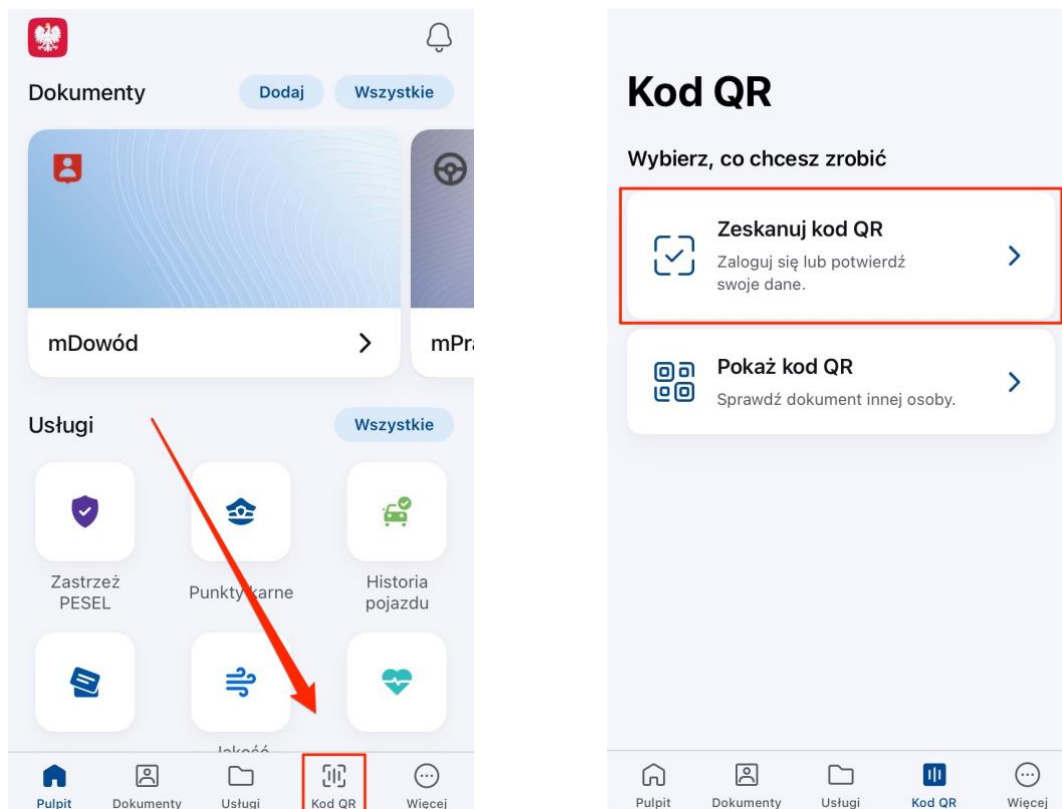 Dokumenty
Dodaj
Wszystkie
mDowód
mPra
Usługi
Wszystkie
Zastrzeż
PESEL
Punkty karne
Historia
pojazdu
Jakość
Pulpit
Dokumenty
Usługi
Kod QR
Więcej
Kod QR
Wybierz, co chcesz zrobić
Zeskanuj kod QR
Zaloguj się lub potwierdź
swoje dane.
Pokaż kod QR
Sprawdź dokument innej osoby.
Pulpit
Dokumenty
Usługi
Kod QR
Więcej